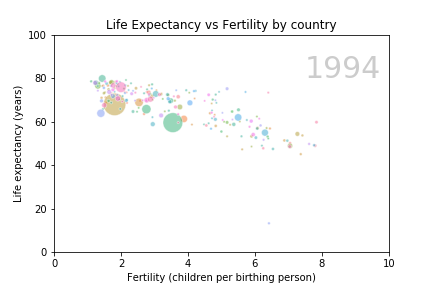 Life Expectancy vs Fertility by country
1994
100
80
60
40
20
0
Life expectancy (years)
0 2 4 6 8 10
Fertility (children per birthing person)